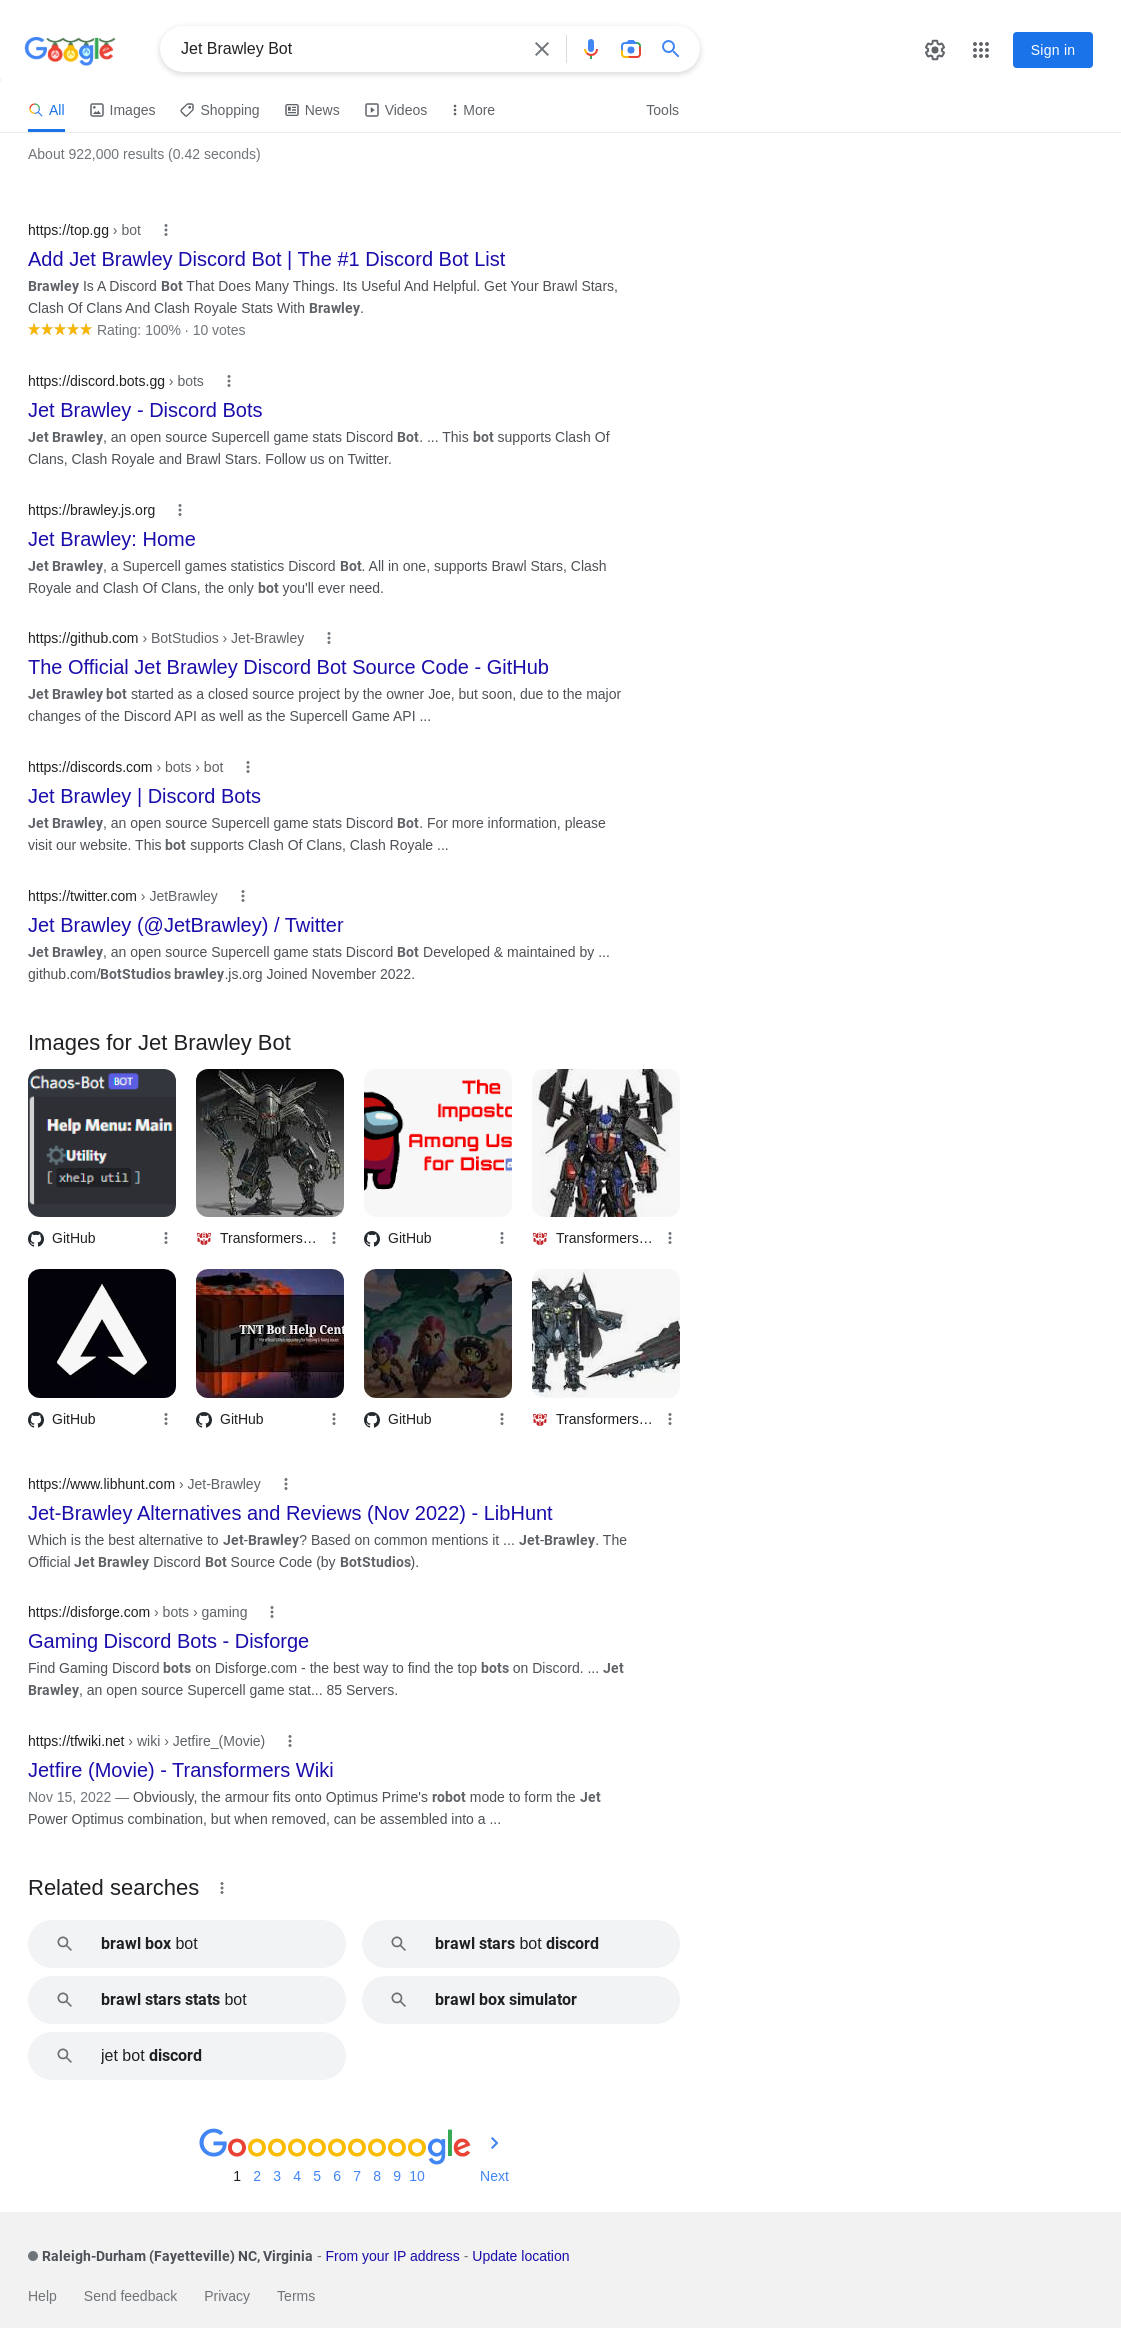 Google
Jet Brawley Bot
Sign in
All Images Shopping News Videos More Tools
About 922,000 results (0.42 seconds)
https://top.gg › bot
Add Jet Brawley Discord Bot | The #1 Discord Bot List
Brawley Is A Discord Bot That Does Many Things. Its Useful And Helpful. Get Your Brawl Stars,
Clash Of Clans And Clash Royale Stats With Brawley.
Rating: 100% · 10 votes
https://discord.bots.gg › bots
Jet Brawley - Discord Bots
Jet Brawley, an open source Supercell game stats Discord Bot. ... This bot supports Clash Of
Clans, Clash Royale and Brawl Stars. Follow us on Twitter.
https://brawley.js.org
Jet Brawley: Home
Jet Brawley, a Supercell games statistics Discord Bot. All in one, supports Brawl Stars, Clash
Royale and Clash Of Clans, the only bot you'll ever need.
https://github.com › BotStudios › Jet-Brawley
The Official Jet Brawley Discord Bot Source Code - GitHub
Jet Brawley bot started as a closed source project by the owner Joe, but soon, due to the major
changes of the Discord API as well as the Supercell Game API ...
https://discords.com › bots › bot
Jet Brawley | Discord Bots
Jet Brawley, an open source Supercell game stats Discord Bot. For more information, please
visit our website. This bot supports Clash Of Clans, Clash Royale ...
https://twitter.com › JetBrawley
Jet Brawley (@JetBrawley) / Twitter
Jet Brawley, an open source Supercell game stats Discord Bot Developed & maintained by ...
github.com/BotStudios brawley.js.org Joined November 2022.
Images for Jet Brawley Bot
Chaos-Bot BOT
Help Menu: Main
Utility
[ xhelp util ]
The
Imposto
Among Us
for Disc
GitHub Transformers… GitHub Transformers…
TNT Bot Help Cent
GitHub GitHub GitHub Transformers…
https://www.libhunt.com › Jet-Brawley
Jet-Brawley Alternatives and Reviews (Nov 2022) - LibHunt
Which is the best alternative to Jet-Brawley? Based on common mentions it ... Jet-Brawley. The
Official Jet Brawley Discord Bot Source Code (by BotStudios).
https://disforge.com › bots › gaming
Gaming Discord Bots - Disforge
Find Gaming Discord bots on Disforge.com - the best way to find the top bots on Discord. ... Jet
Brawley, an open source Supercell game stat... 85 Servers.
https://tfwiki.net › wiki › Jetfire_(Movie)
Jetfire (Movie) - Transformers Wiki
Nov 15, 2022 — Obviously, the armour fits onto Optimus Prime's robot mode to form the Jet
Power Optimus combination, but when removed, can be assembled into a ...
Related searches
brawl box bot
brawl stars bot discord
brawl stars stats bot
brawl box simulator
jet bot discord
Goooooooooogle
1 2 3 4 5 6 7 8 9 10 Next
Raleigh-Durham (Fayetteville) NC, Virginia - From your IP address - Update location
Help Send feedback Privacy Terms